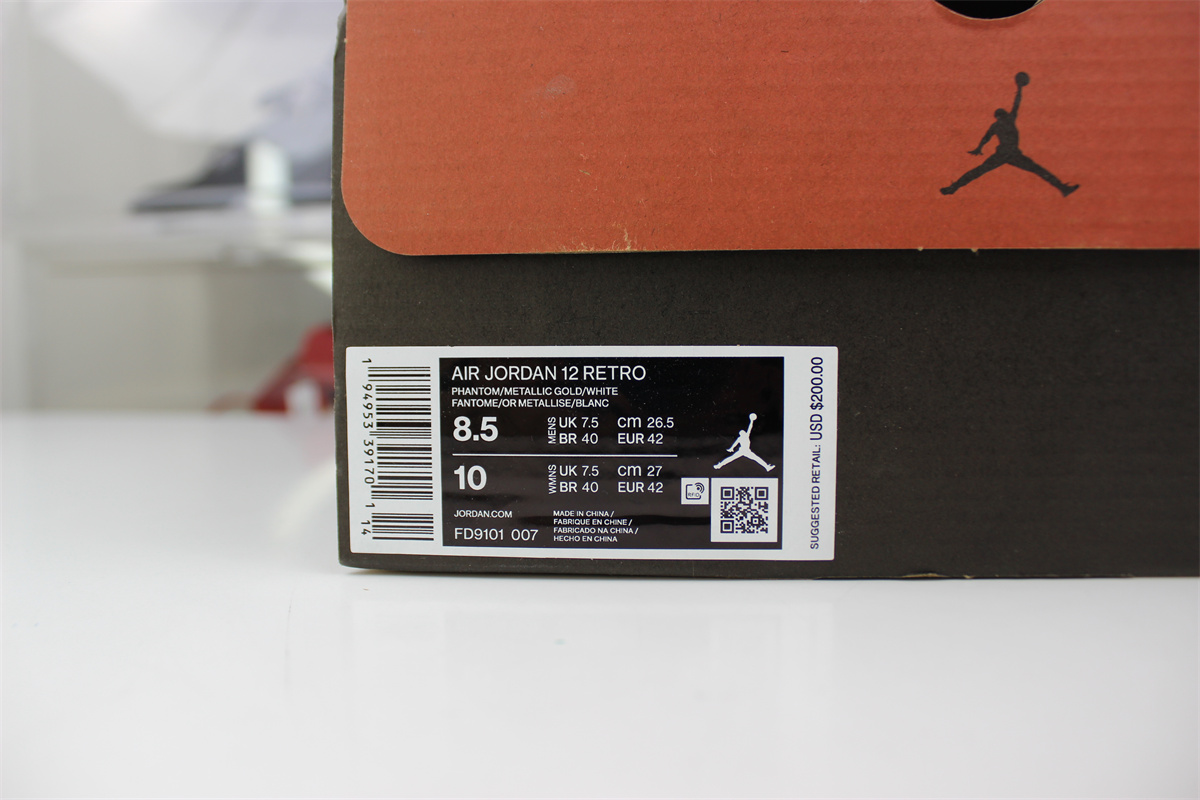 1 94953 39170 1 4
AIR JORDAN 12 RETRO
PHANTOM/METALLIC GOLD/WHITE
FANTOME/OR METALLISE/BLANC
8.5
MENS
UK 7.5 cm 26.5
BR 40 EUR 42
10
WMNS
UK 7.5 cm 27
BR 40 EUR 42
JORDAN.COM
FD9101 007
MADE IN CHINA /
FABRIQUE EN CHINE /
FABRICADO NA CHINA /
HECHO EN CHINA
RFID
SUGGESTED RETAIL: USD $200.00